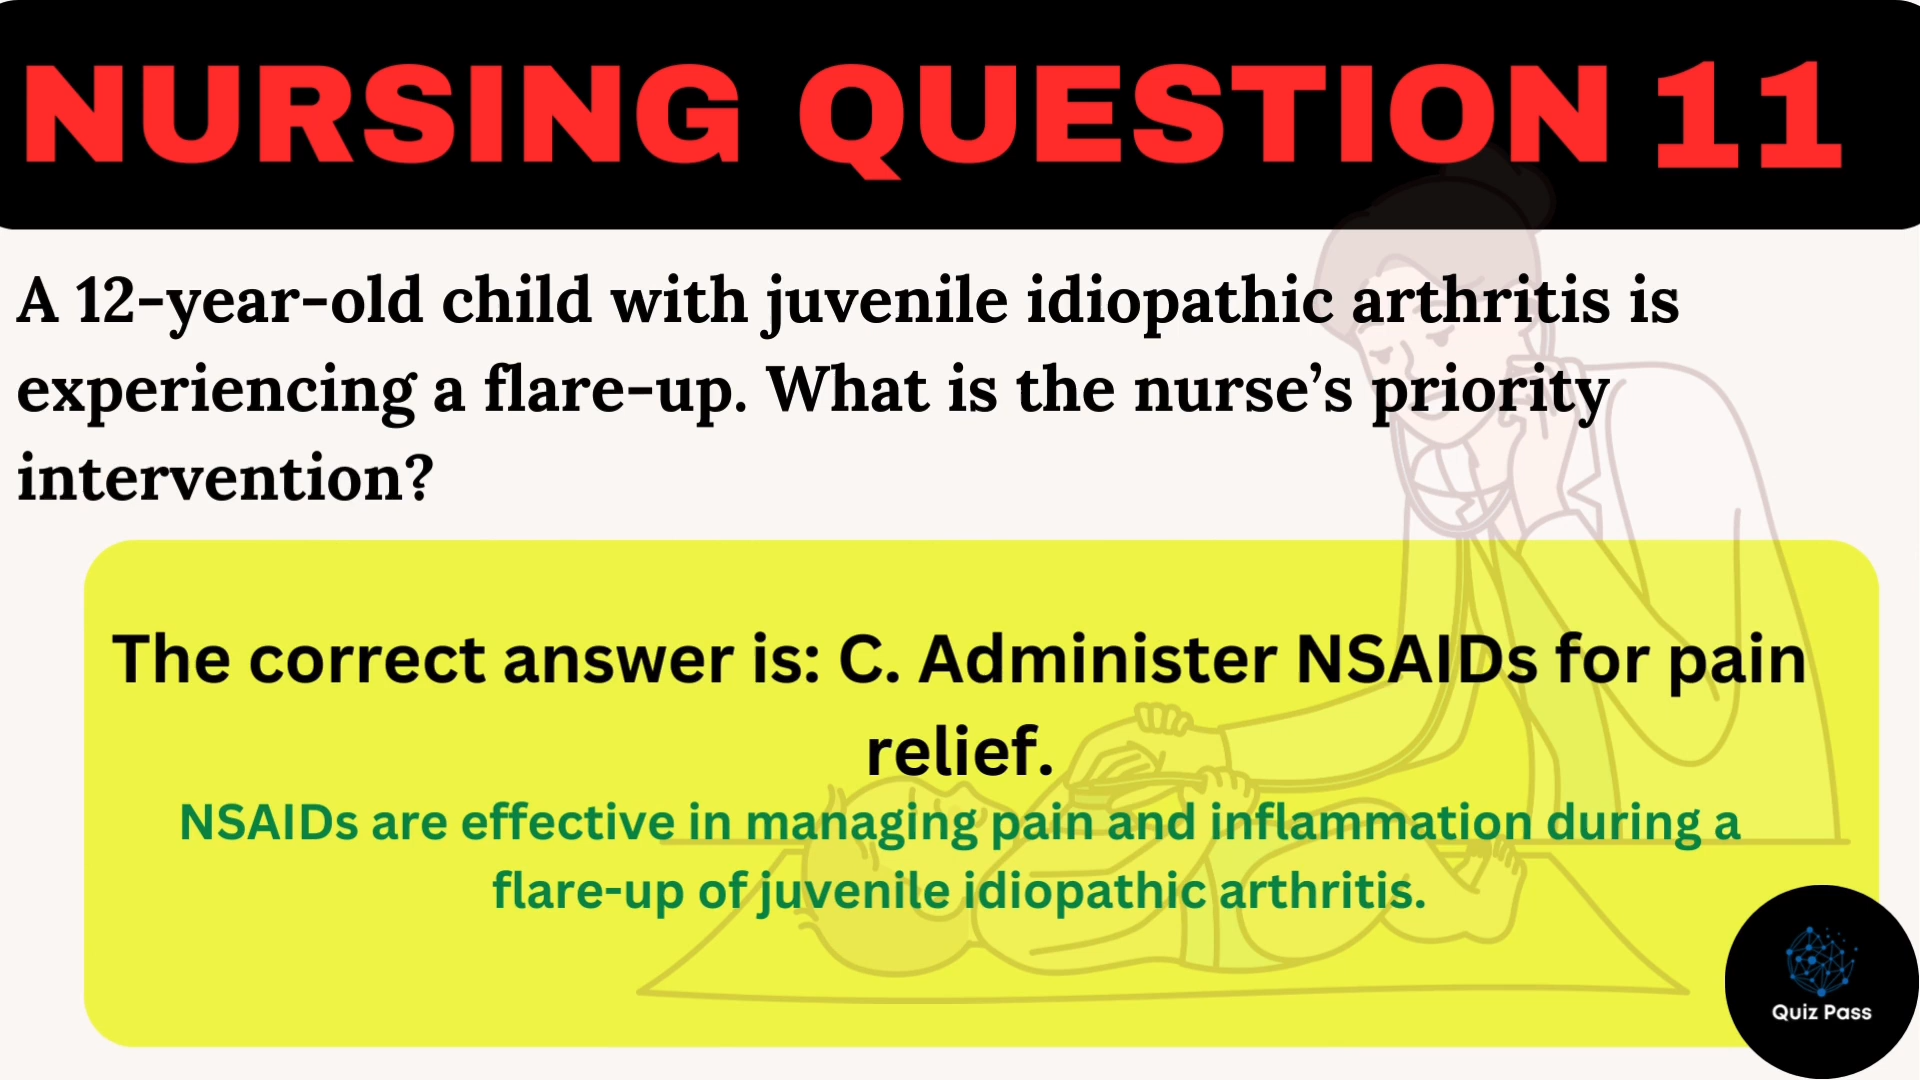 NURSING QUESTION 11
A 12-year-old child with juvenile idiopathic arthritis is
experiencing a flare-up. What is the nurse’s priority
intervention?
The correct answer is: C. Administer NSAIDs for pain
relief.
NSAIDs are effective in managing pain and inflammation during a
flare-up of juvenile idiopathic arthritis.
Quiz Pass